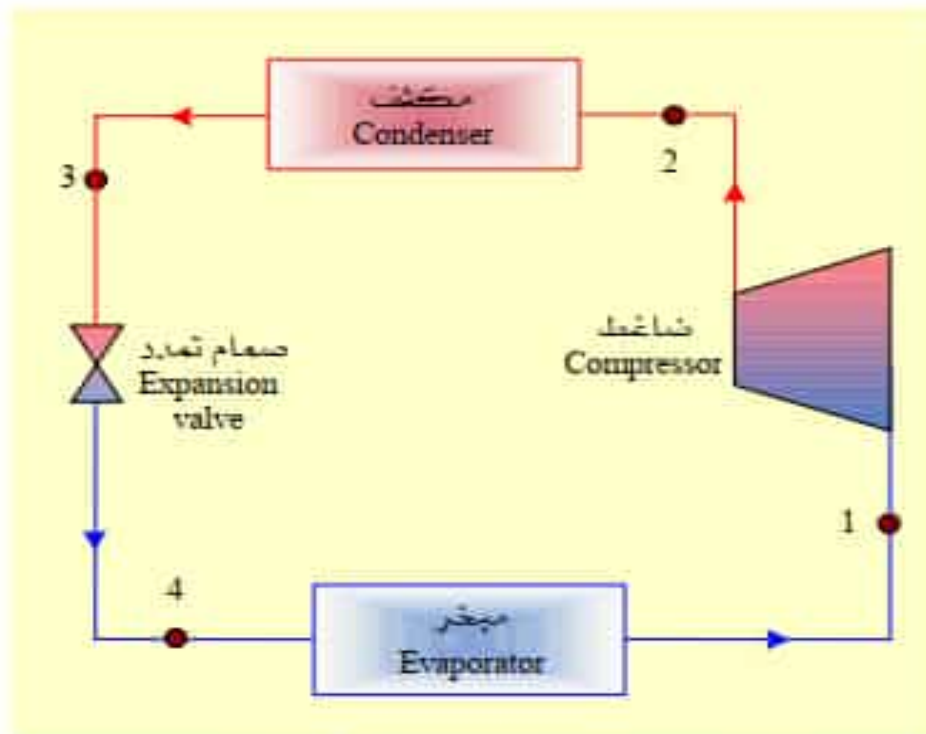 مكثف
Condenser
2
3
ضاغط
Compressor
صمام تمدد
Expansion
valve
1
4
مبخر
Evaporator